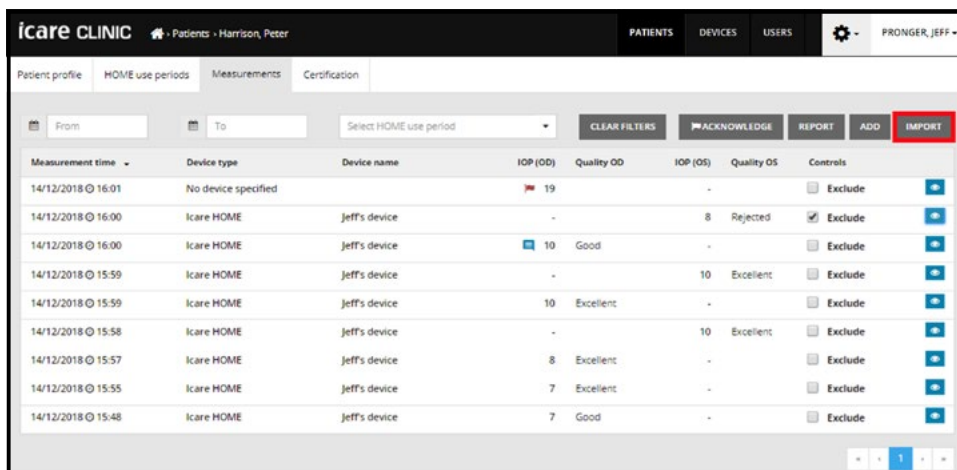 icare CLINIC › Patients › Harrison, Peter PATIENTS DEVICES USERS PRONGER, JEFF
Patient profile HOME use periods Measurements Certification
From To Select HOME use period CLEAR FILTERS ACKNOWLEDGE REPORT ADD IMPORT
Measurement time Device type Device name IOP (OD) Quality OD IOP (OS) Quality OS Controls
14/12/2018 16:01 No device specified 19 - Exclude
14/12/2018 16:00 Icare HOME Jeff's device - 8 Rejected Exclude
14/12/2018 16:00 Icare HOME Jeff's device 10 Good - Exclude
14/12/2018 15:59 Icare HOME Jeff's device - 10 Excellent Exclude
14/12/2018 15:59 Icare HOME Jeff's device 10 Excellent - Exclude
14/12/2018 15:58 Icare HOME Jeff's device - 10 Excellent Exclude
14/12/2018 15:57 Icare HOME Jeff's device 8 Excellent - Exclude
14/12/2018 15:55 Icare HOME Jeff's device 7 Excellent - Exclude
14/12/2018 15:48 Icare HOME Jeff's device 7 Good - Exclude
« ‹ 1 › »